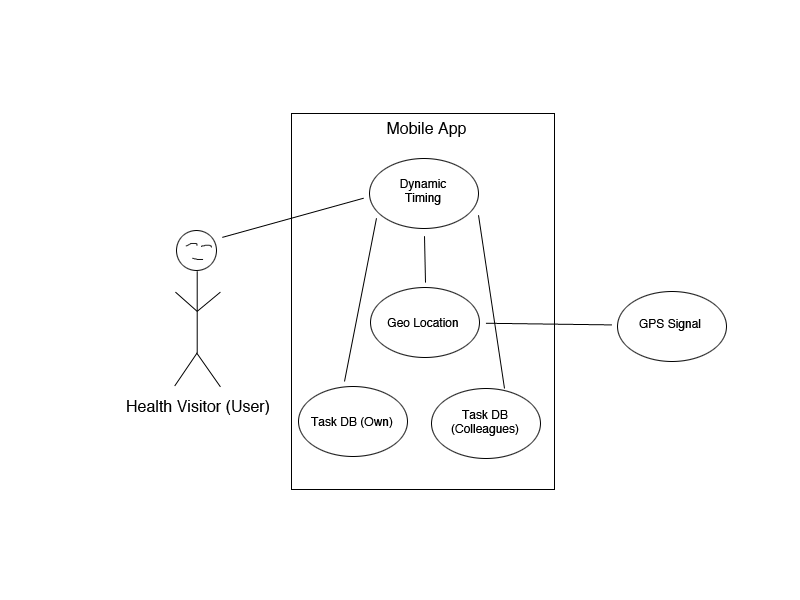 Mobile App
Dynamic
Timing
Geo Location
GPS Signal
Health Visitor (User)
Task DB (Own)
Task DB
(Colleagues)